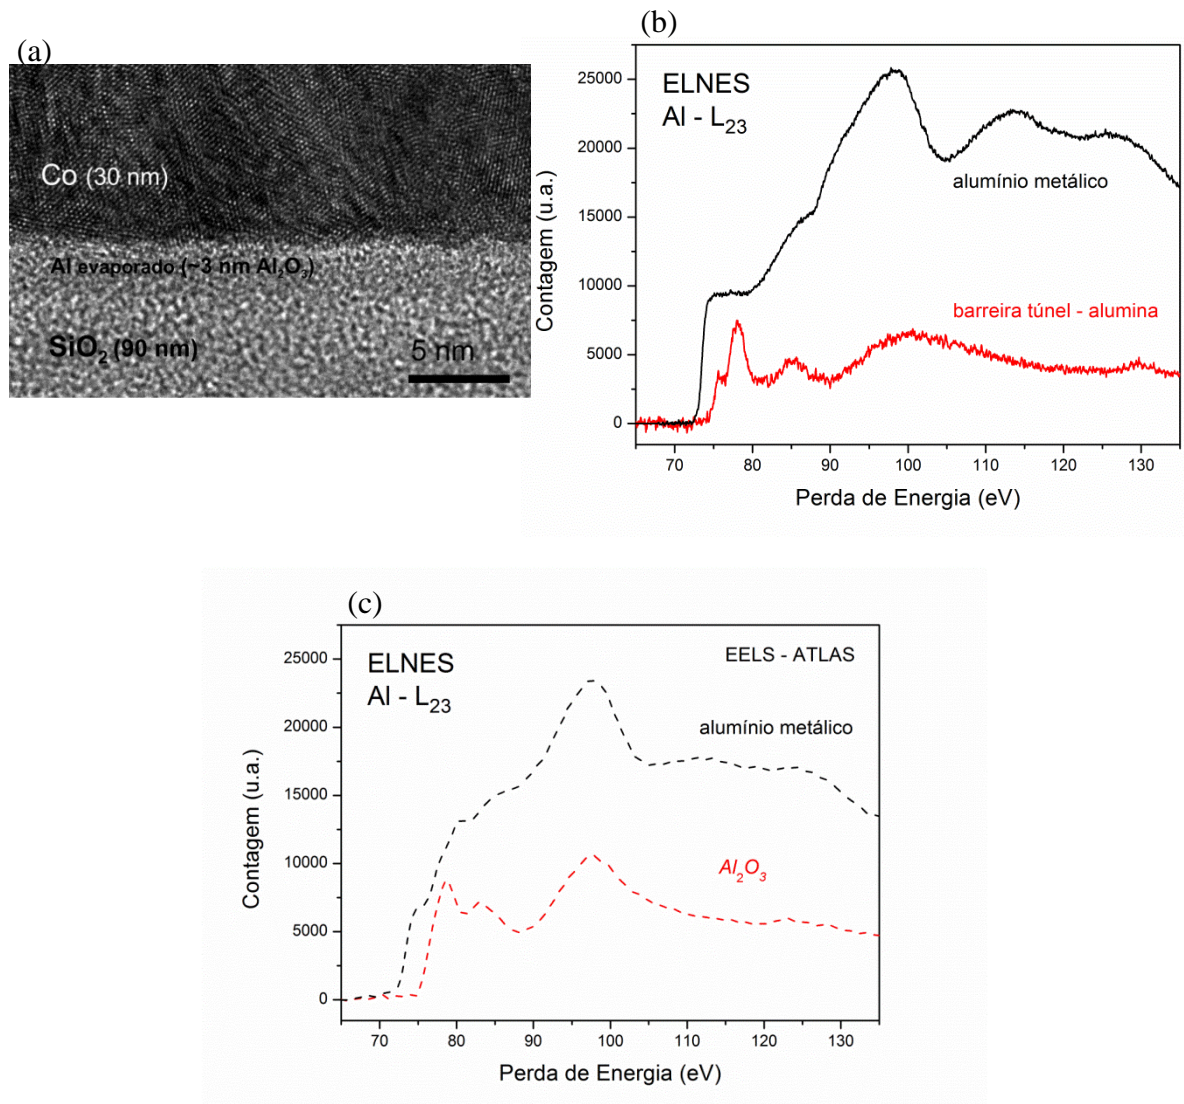 (a)
Co (30 nm)
Al evaporado (~3 nm Al₂O₃)
SiO₂ (90 nm)
5 nm
(b)
ELNES
Al - L₂₃
alumínio metálico
barreira túnel - alumina
Contagem (u.a.)
25000
20000
15000
10000
5000
0
70 80 90 100 110 120 130
Perda de Energia (eV)
(c)
ELNES
Al - L₂₃
EELS - ATLAS
alumínio metálico
Al₂O₃
Contagem (u.a.)
25000
20000
15000
10000
5000
0
70 80 90 100 110 120 130
Perda de Energia (eV)